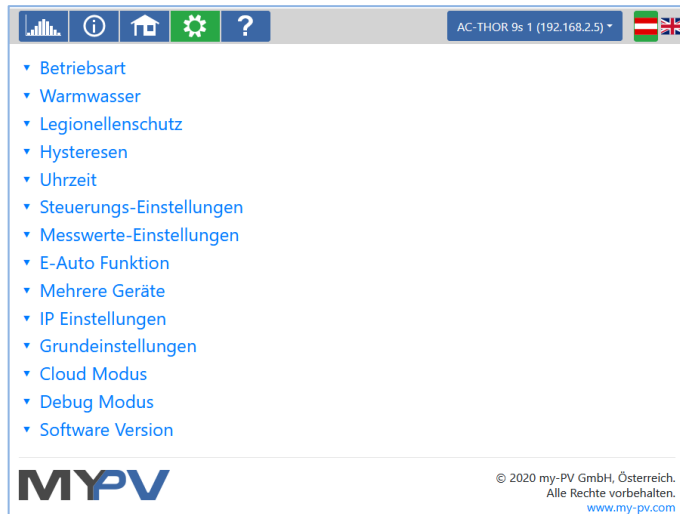 ?
AC-THOR 9s 1 (192.168.2.5)
Betriebsart
Warmwasser
Legionellenschutz
Hysteresen
Uhrzeit
Steuerungs-Einstellungen
Messwerte-Einstellungen
E-Auto Funktion
Mehrere Geräte
IP Einstellungen
Grundeinstellungen
Cloud Modus
Debug Modus
Software Version
MYPV
© 2020 my-PV GmbH, Österreich.
Alle Rechte vorbehalten.
www.my-pv.com